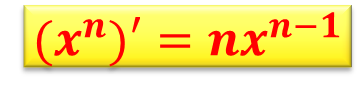 (xⁿ)′ = nxⁿ⁻¹